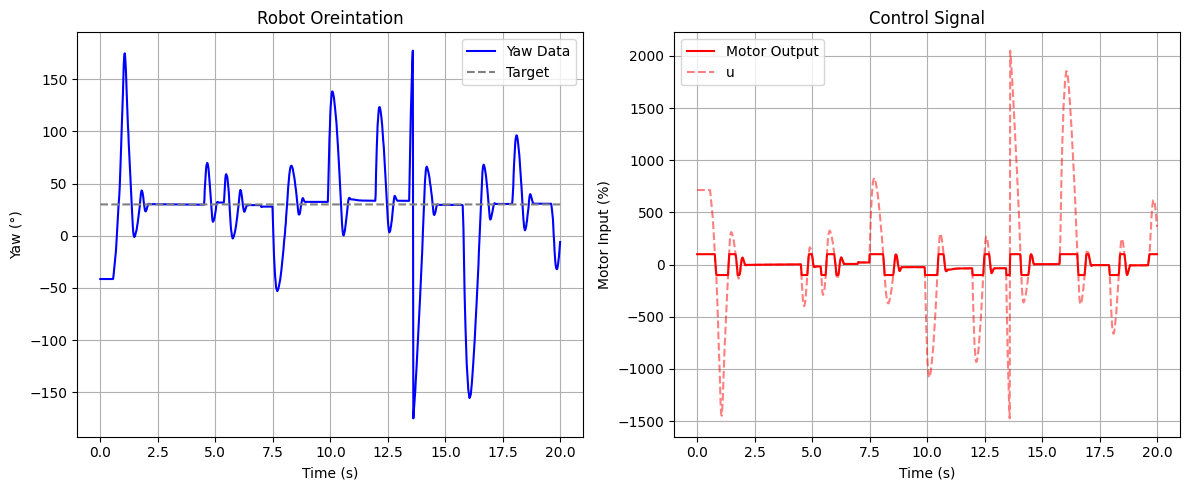 Robot Oreintation
Yaw (°)
150
100
50
0
−50
−100
−150
Yaw Data
Target
0.0 2.5 5.0 7.5 10.0 12.5 15.0 17.5 20.0
Time (s)
Control Signal
Motor Input (%)
2000
1500
1000
500
0
−500
−1000
−1500
Motor Output
u
0.0 2.5 5.0 7.5 10.0 12.5 15.0 17.5 20.0
Time (s)